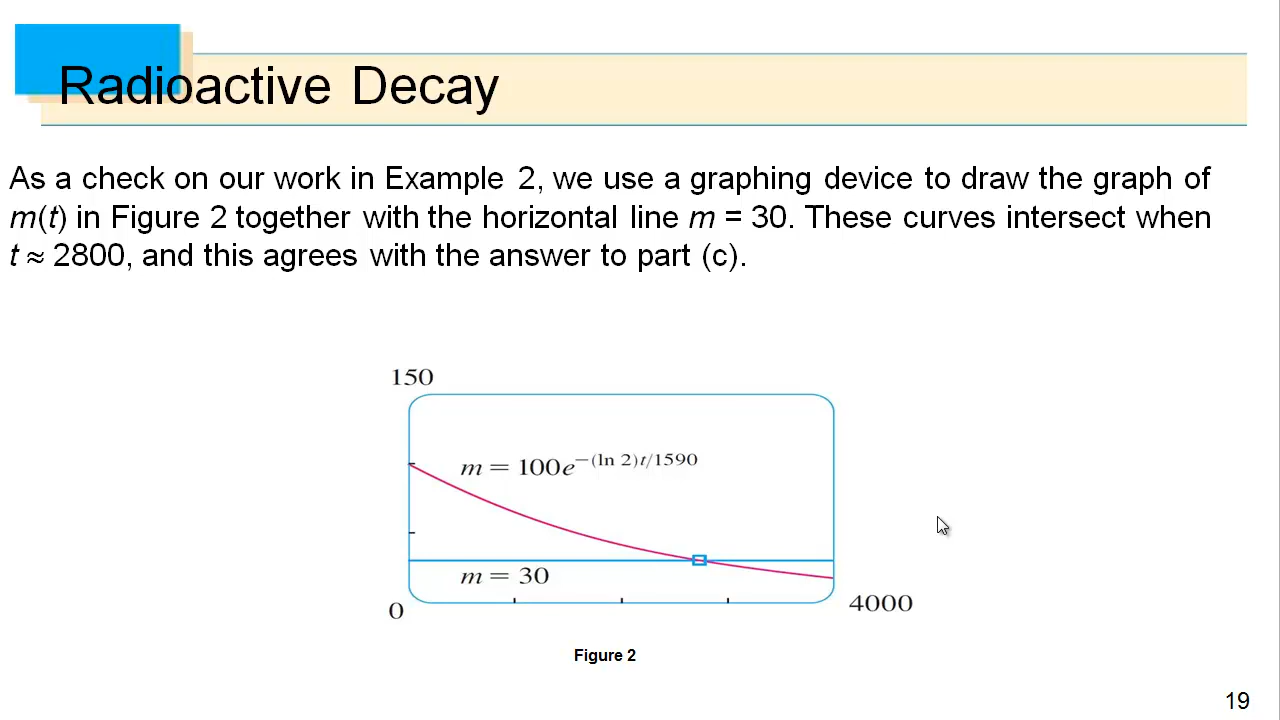 Radioactive Decay
As a check on our work in Example 2, we use a graphing device to draw the graph of
m(t) in Figure 2 together with the horizontal line m = 30. These curves intersect when
t ≈ 2800, and this agrees with the answer to part (c).
150
m = 100e^−(ln 2)t/1590
m = 30
0
4000
Figure 2
19